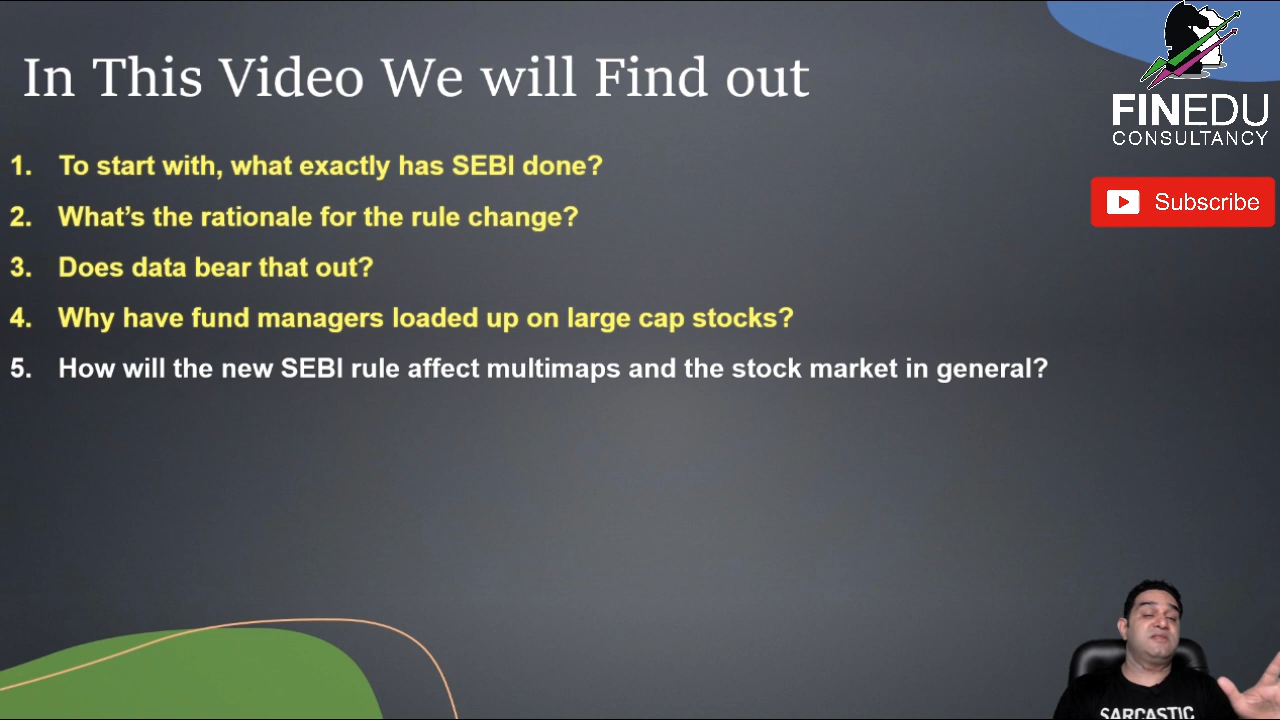 In This Video We will Find out
1. To start with, what exactly has SEBI done?
2. What’s the rationale for the rule change?
3. Does data bear that out?
4. Why have fund managers loaded up on large cap stocks?
5. How will the new SEBI rule affect multimaps and the stock market in general?
FINEDU
CONSULTANCY
Subscribe
SARCASTIC